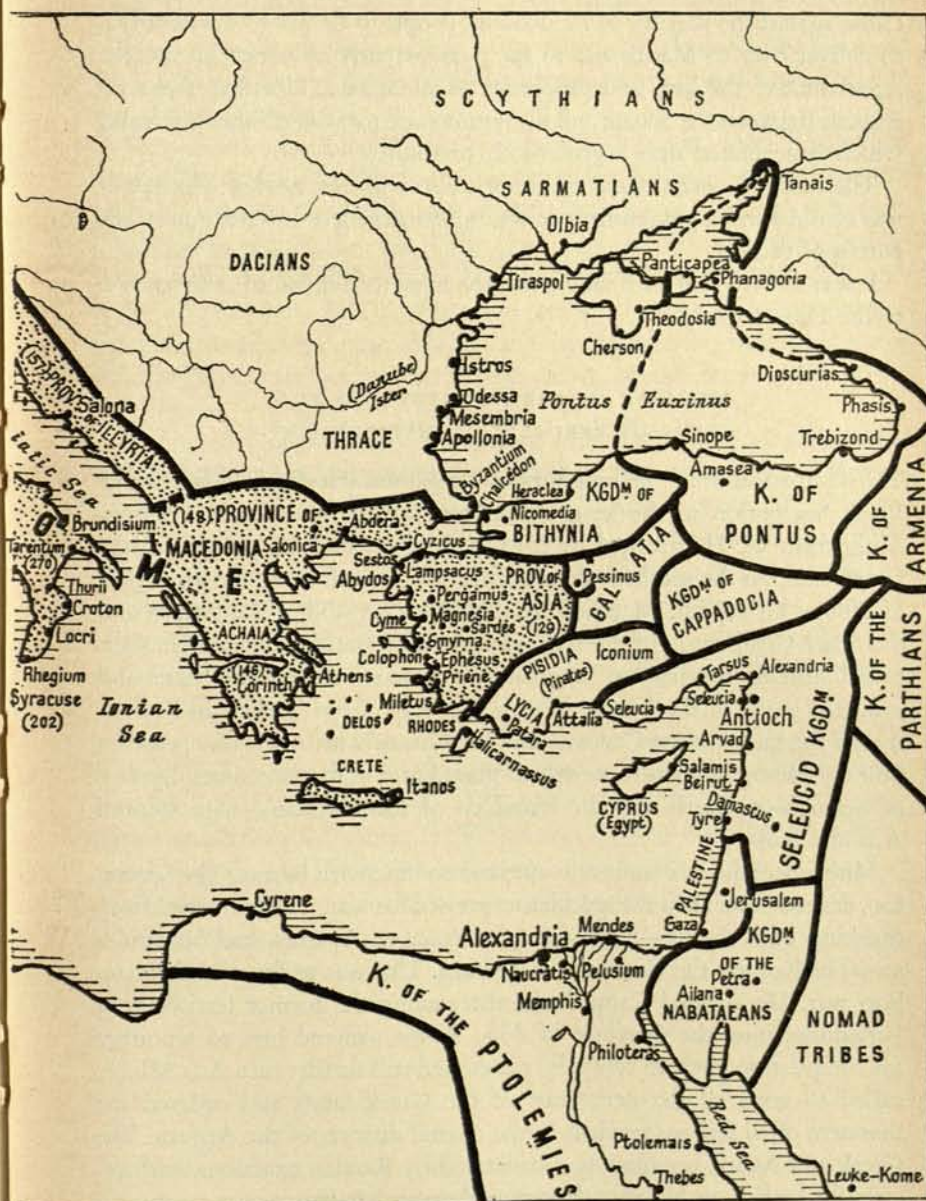 SCYTHIANS
SARMATIANS
Tanais
Olbia
DACIANS
Tiraspol
Panticapea
Phanagoria
Theodosia
Cherson
(Danube)
Ister
Istros
Dioscurias
(157) PROV. OF ILLYRIA
Salona
Odessa
Mesembria
Apollonia
Pontus Euxinus
Phasis
THRACE
Sinope
Trebizond
iatic Sea
Byzantium
Chalcedon
Heraclea
KGDM OF
BITHYNIA
Amasea
K. OF
PONTUS
K. OF
ARMENIA
Brundisium
(148) PROVINCE OF
MACEDONIA
Salonica
Abdera
Nicomedia
Cyzicus
Tarentum
(270)
M E
Sestos
Abydos
Lampsacus
PROV. OF
ASIA
(129)
Pessinus
GALATIA
KGDM OF
CAPPADOCIA
K. OF THE
PARTHIANS
Thurii
Croton
Pergamus
Magnesia
Cyme
Sardes
Smyrna
Locri
ACHAIA
(146)
Corinth
Athens
Colophon
Ephesus
Priene
PISIDIA
(Pirates)
Iconium
Tarsus
Alexandria
Rhegium
Syracuse
(202)
Ionian
Sea
Miletus
LYCIA
Attalia
Seleucia
Seleucia
Antioch
DELOS
RHODES
Patara
Halicarnassus
Arvad
SELEUCID KGDM
CRETE
Itanos
Salamis
Beirut
CYPRUS
(Egypt)
Damascus
Tyre
PALESTINE
Jerusalem
Cyrene
Alexandria
Mendes
Gaza
KGDM
OF THE
Petra
Ailana
NABATAEANS
Naucratis
Pelusium
Memphis
K. OF THE PTOLEMIES
Philoteras
NOMAD
TRIBES
Red Sea
Ptolemais
Thebes
Leuke-Kome